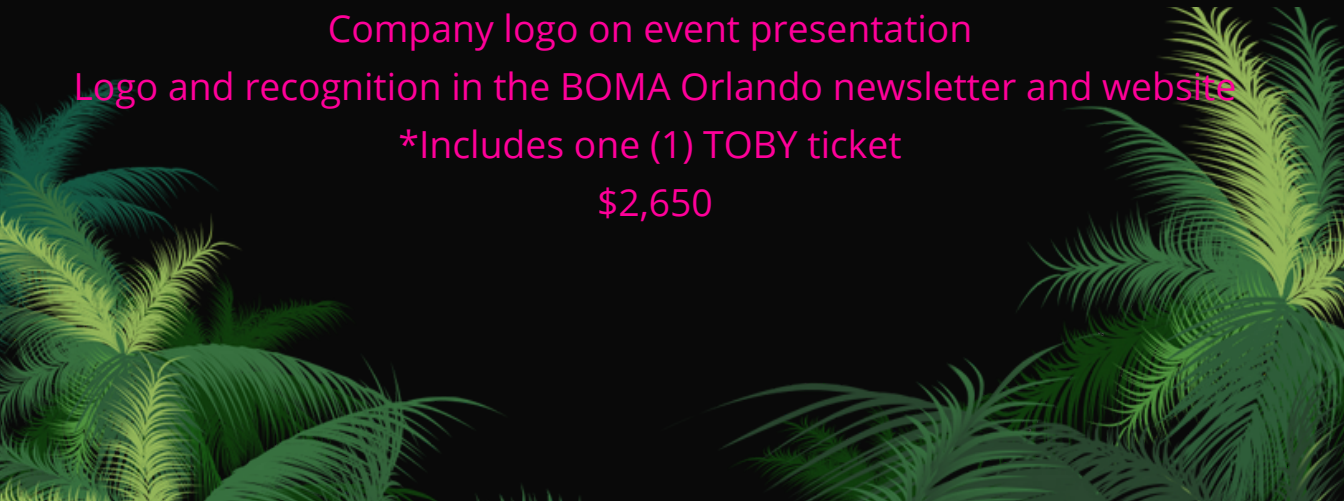 Company logo on event presentation
Logo and recognition in the BOMA Orlando newsletter and website
*Includes one (1) TOBY ticket
$2,650